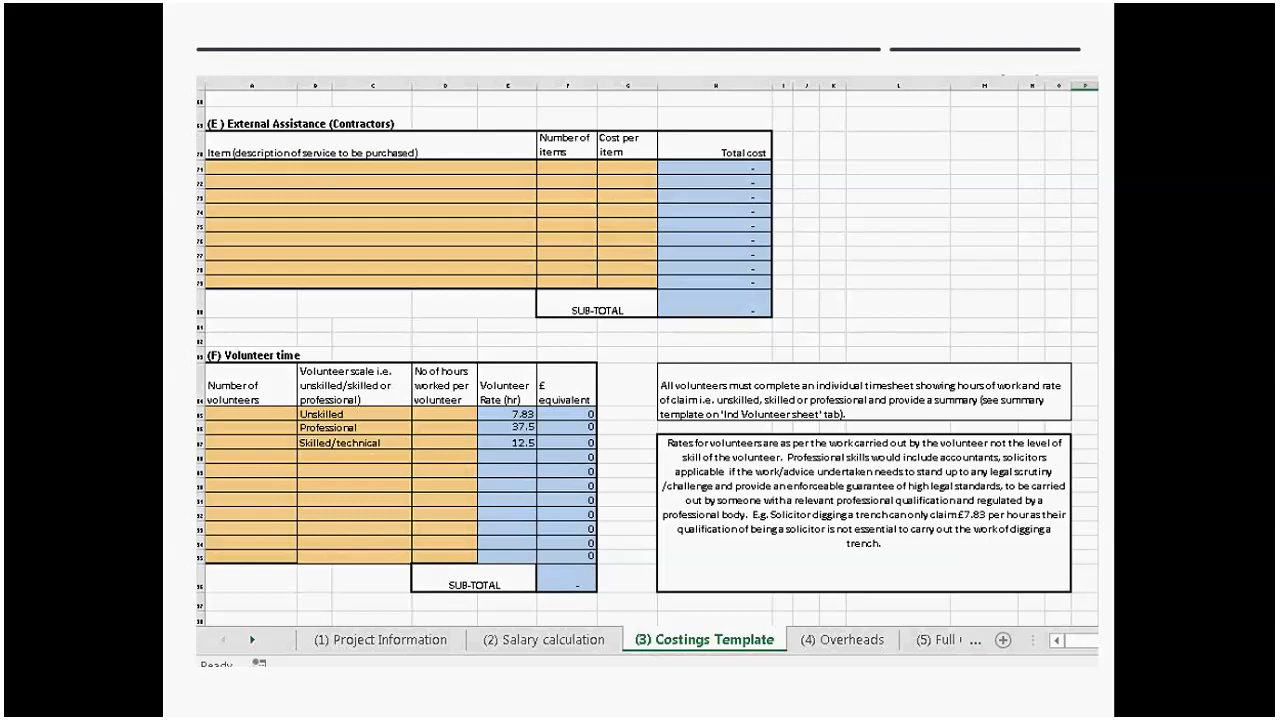 (E ) External Assistance (Contractors)
Item (description of service to be purchased)
Number of items
Cost per item
Total cost
-
-
-
-
-
-
-
-
-
SUB-TOTAL
-
(F) Volunteer time
Number of volunteers
Volunteer scale i.e. unskilled/skilled or professional)
No of hours worked per volunteer
Volunteer Rate (hr)
£ equivalent
Unskilled 7.83 0
Professional 37.5 0
Skilled/technical 12.5 0
0
0
0
0
0
0
0
0
SUB-TOTAL -
All volunteers must complete an individual timesheet showing hours of work and rate
of claim i.e. unskilled, skilled or professional and provide a summary (see summary
template on 'Ind Volunteer sheet' tab).
Rates for volunteers are as per the work carried out by the volunteer not the level of
skill of the volunteer. Professional skills would include accountants, solicitors
applicable if the work/advice undertaken needs to stand up to any legal scrutiny
/challenge and provide an enforceable guarantee of high legal standards, to be carried
out by someone with a relevant professional qualification and regulated by a
professional body. E.g. Solicitor digging a trench can only claim £7.83 per hour as their
qualification of being a solicitor is not essential to carry out the work of digging a
trench.
(1) Project Information
(2) Salary calculation
(3) Costings Template
(4) Overheads
(5) Full
...
Ready